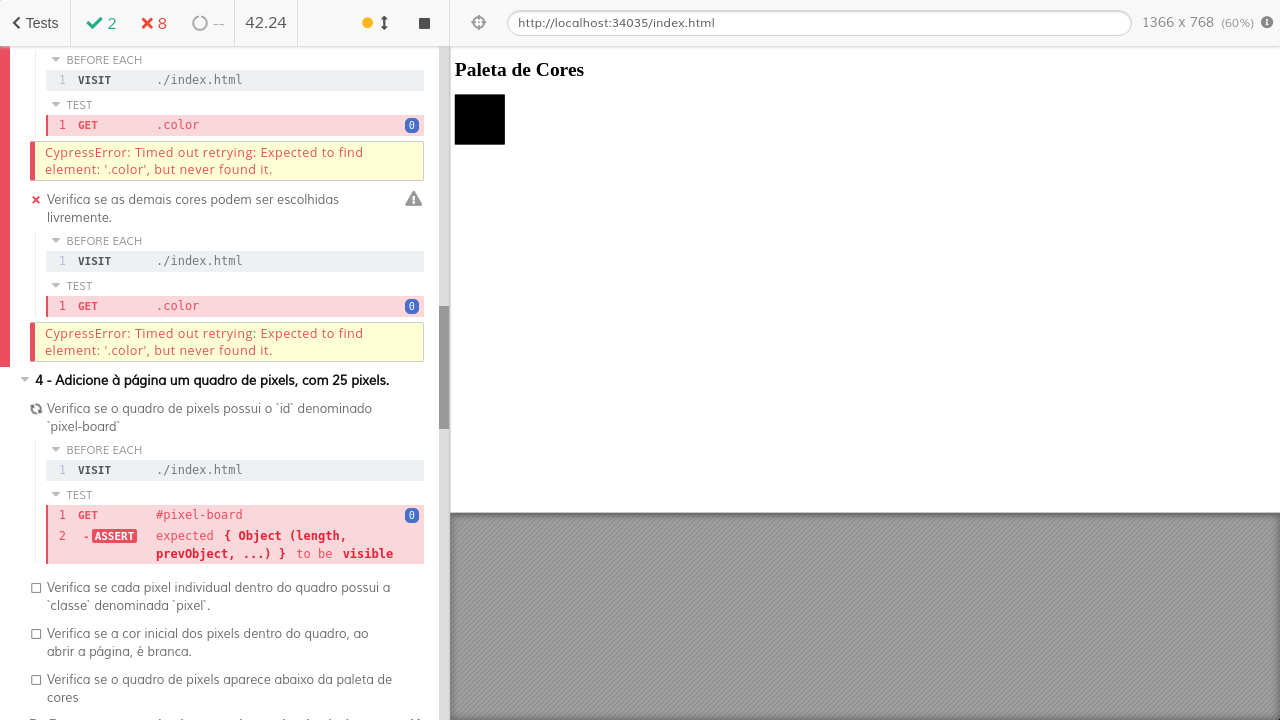 Tests 2 8 -- 42.24
http://localhost:34035/index.html 1366 x 768 (60%)
BEFORE EACH
1 VISIT ./index.html
TEST
1 GET .color 0
CypressError: Timed out retrying: Expected to find
element: '.color', but never found it.
Verifica se as demais cores podem ser escolhidas
livremente.
BEFORE EACH
1 VISIT ./index.html
TEST
1 GET .color 0
CypressError: Timed out retrying: Expected to find
element: '.color', but never found it.
4 - Adicione à página um quadro de pixels, com 25 pixels.
Verifica se o quadro de pixels possui o `id` denominado
`pixel-board`
BEFORE EACH
1 VISIT ./index.html
TEST
1 GET #pixel-board 0
2 -ASSERT expected { Object (length,
prevObject, ...) } to be visible
Verifica se cada pixel individual dentro do quadro possui a
`classe` denominada `pixel`.
Verifica se a cor inicial dos pixels dentro do quadro, ao
abrir a página, é branca.
Verifica se o quadro de pixels aparece abaixo da paleta de
cores
Paleta de Cores